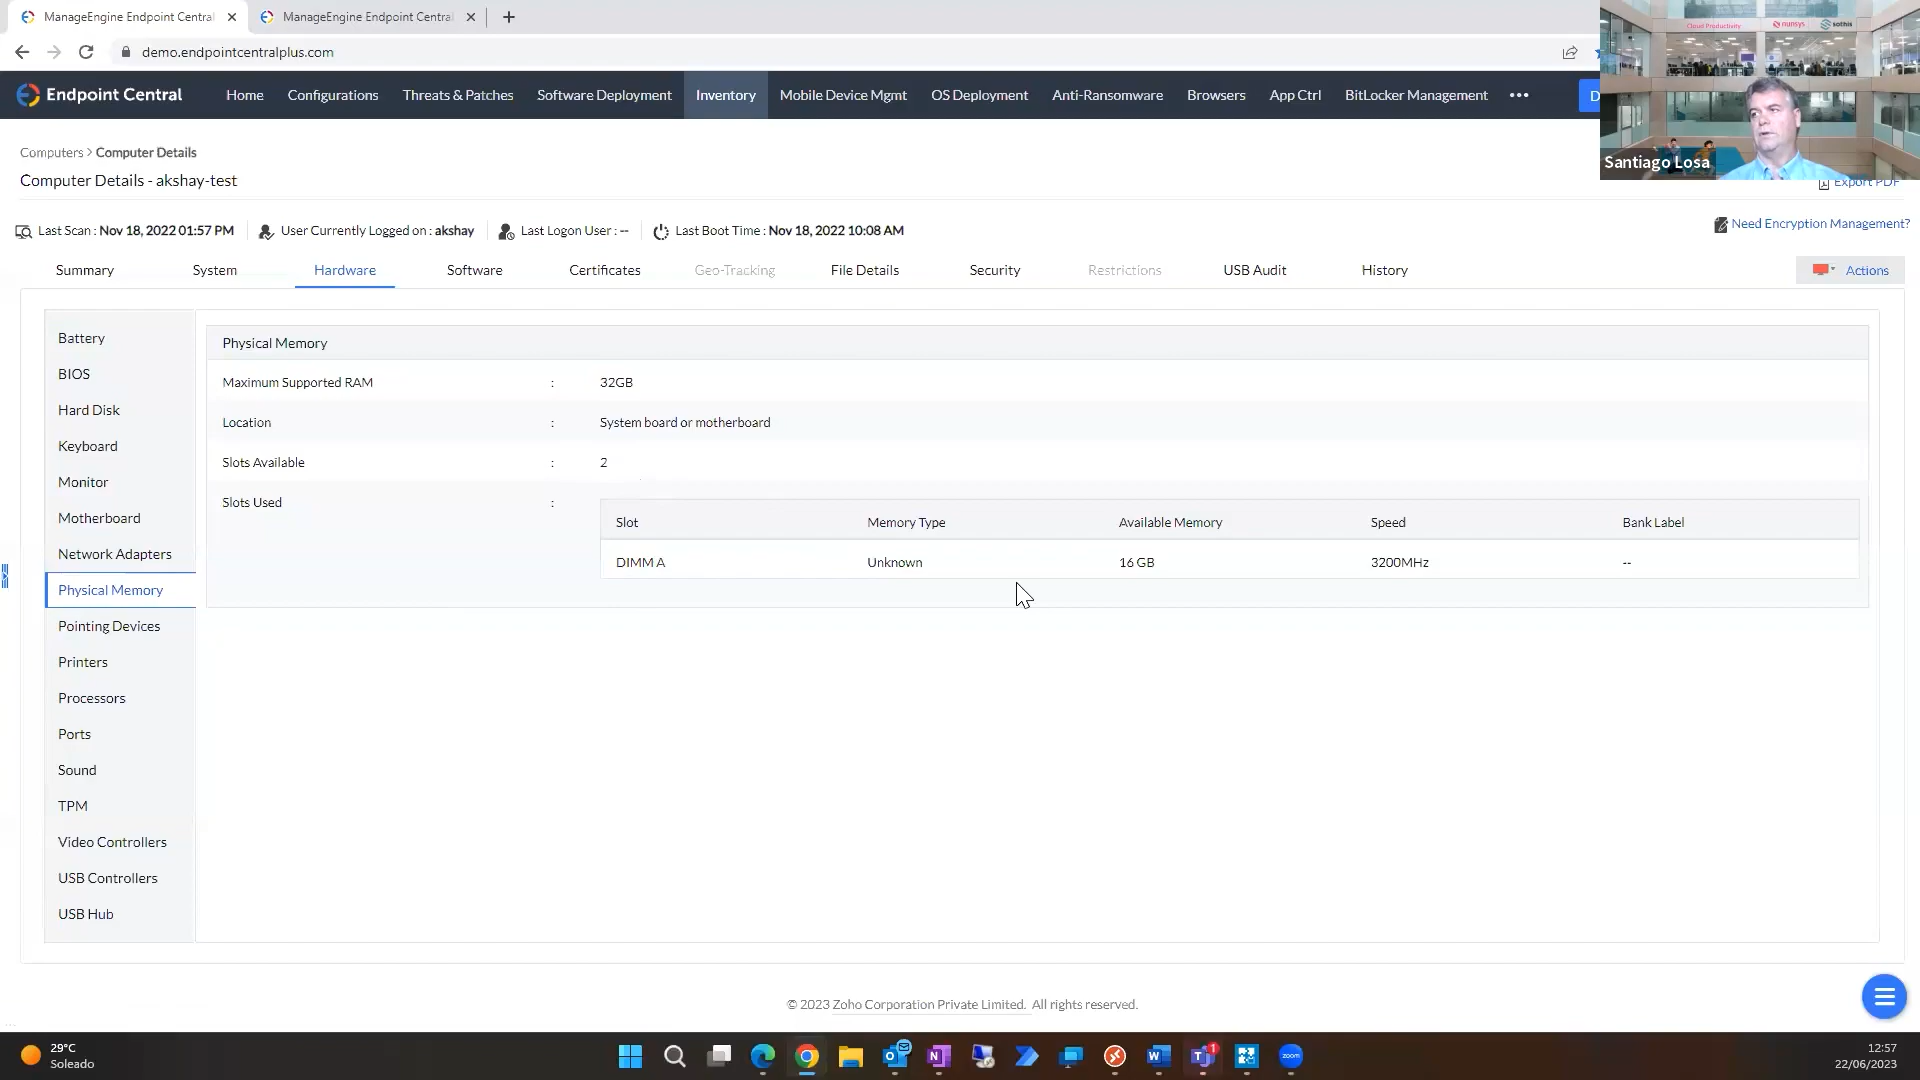 ManageEngine Endpoint Central
ManageEngine Endpoint Central
demo.endpointcentralplus.com
Endpoint Central
Home
Configurations
Threats & Patches
Software Deployment
Inventory
Mobile Device Mgmt
OS Deployment
Anti-Ransomware
Browsers
App Ctrl
BitLocker Management
D
Cloud Productivity
nunsys
sothis
Santiago Losa
Computers > Computer Details
Computer Details - akshay-test
Export PDF
Last Scan : Nov 18, 2022 01:57 PM
User Currently Logged on : akshay
Last Logon User : --
Last Boot Time : Nov 18, 2022 10:08 AM
Need Encryption Management?
Summary
System
Hardware
Software
Certificates
Geo-Tracking
File Details
Security
Restrictions
USB Audit
History
Actions
Battery
BIOS
Hard Disk
Keyboard
Monitor
Motherboard
Network Adapters
Physical Memory
Pointing Devices
Printers
Processors
Ports
Sound
TPM
Video Controllers
USB Controllers
USB Hub
Physical Memory
Maximum Supported RAM : 32GB
Location : System board or motherboard
Slots Available : 2
Slots Used :
Slot Memory Type Available Memory Speed Bank Label
DIMM A Unknown 16 GB 3200MHz --
© 2023 Zoho Corporation Private Limited. All rights reserved.
29°C
Soleado
1
zoom
12:57
22/06/2023